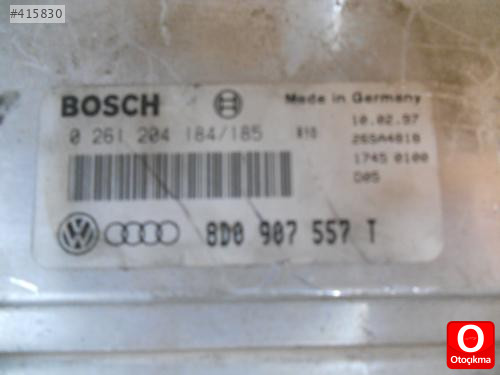 #415830
BOSCH
Made in Germany
0 261 204 184/185
10.02.97
26SA4818
1745 0100
D05
8D0 907 557 T
Otoçıkma